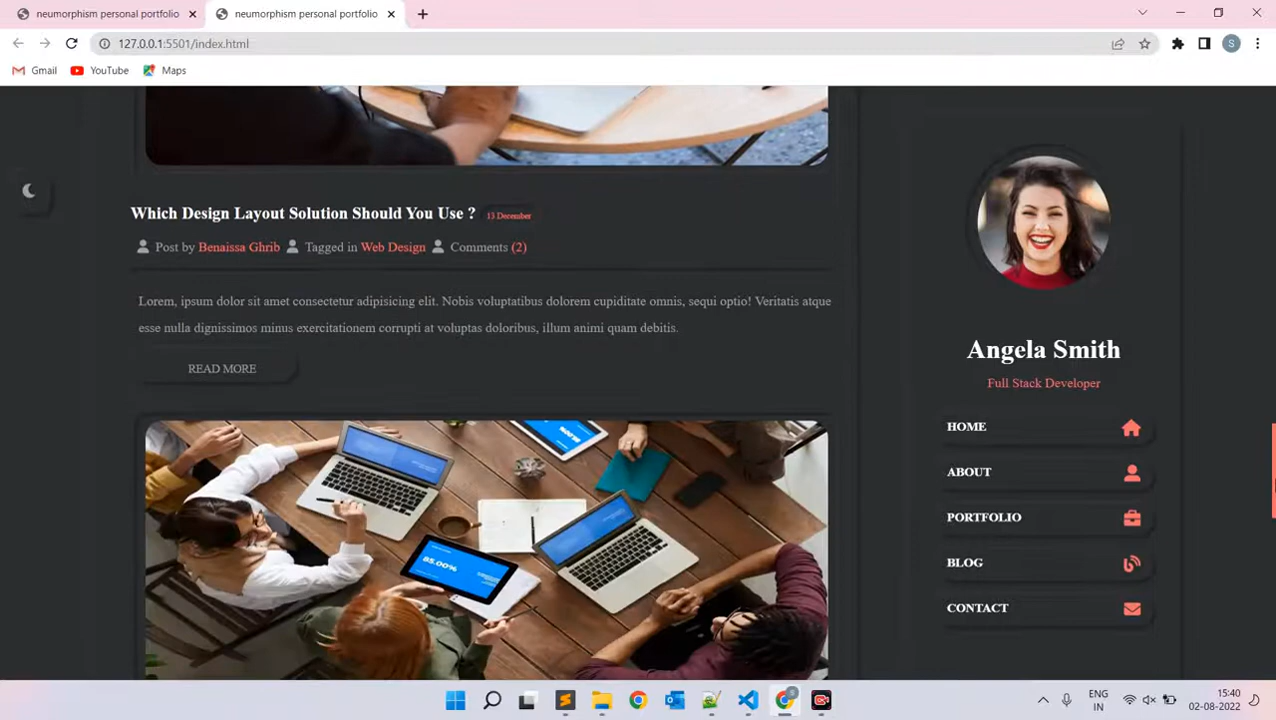 neumorphism personal portfolio
neumorphism personal portfolio
127.0.0.1:5501/index.html
S
Gmail
YouTube
Maps
Which Design Layout Solution Should You Use ?
13 December
Post by Benaissa Ghrib
Tagged in Web Design
Comments (2)
Lorem, ipsum dolor sit amet consectetur adipisicing elit. Nobis voluptatibus dolorem cupiditate omnis, sequi optio! Veritatis atque
esse nulla dignissimos minus exercitationem corrupti at voluptas doloribus, illum animi quam debitis.
READ MORE
85.00%
Angela Smith
Full Stack Developer
HOME
ABOUT
PORTFOLIO
BLOG
CONTACT
ENG
IN
15:40
02-08-2022